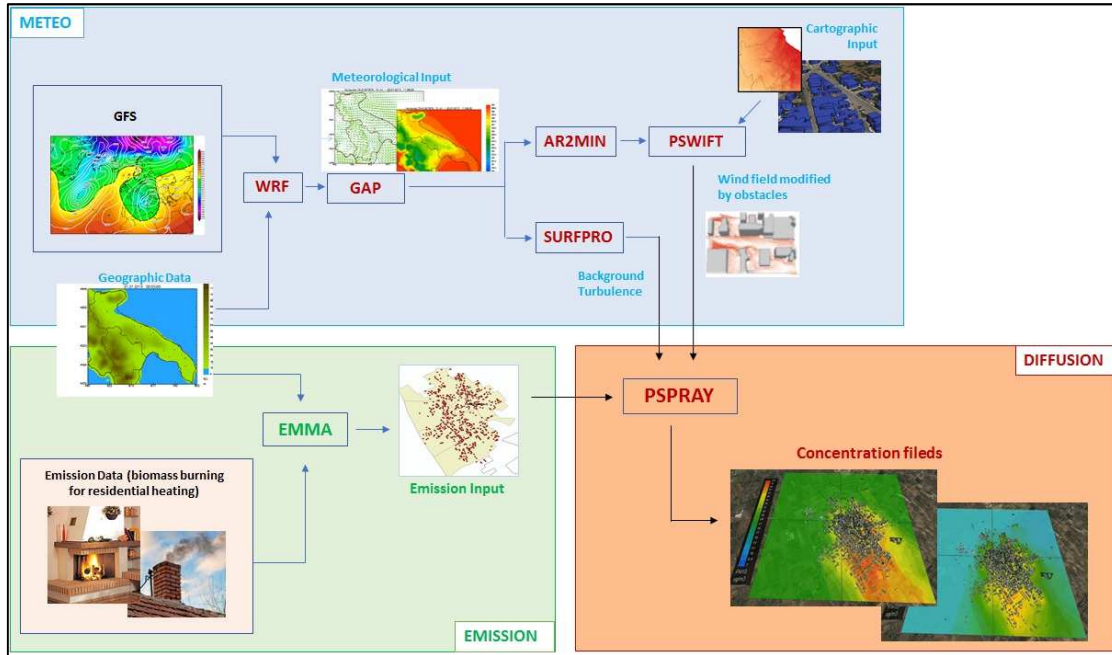 METEO
GFS
Meteorological Input
Cartographic
Input
AR2MIN
PSWIFT
WRF
GAP
Wind field modified
by obstacles
SURFPRO
Background
Turbulence
Geographic Data
DIFFUSION
PSPRAY
EMMA
Emission Data (biomass burning
for residential heating)
Emission Input
Concentration fileds
EMISSION